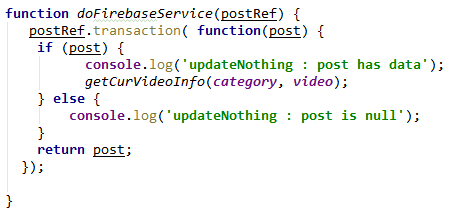 function doFirebaseService(postRef) {
postRef.transaction( function(post) {
if (post) {
console.log('updateNothing : post has data');
getCurVideoInfo(category, video);
} else {
console.log('updateNothing : post is null');
}
return post;
});
}